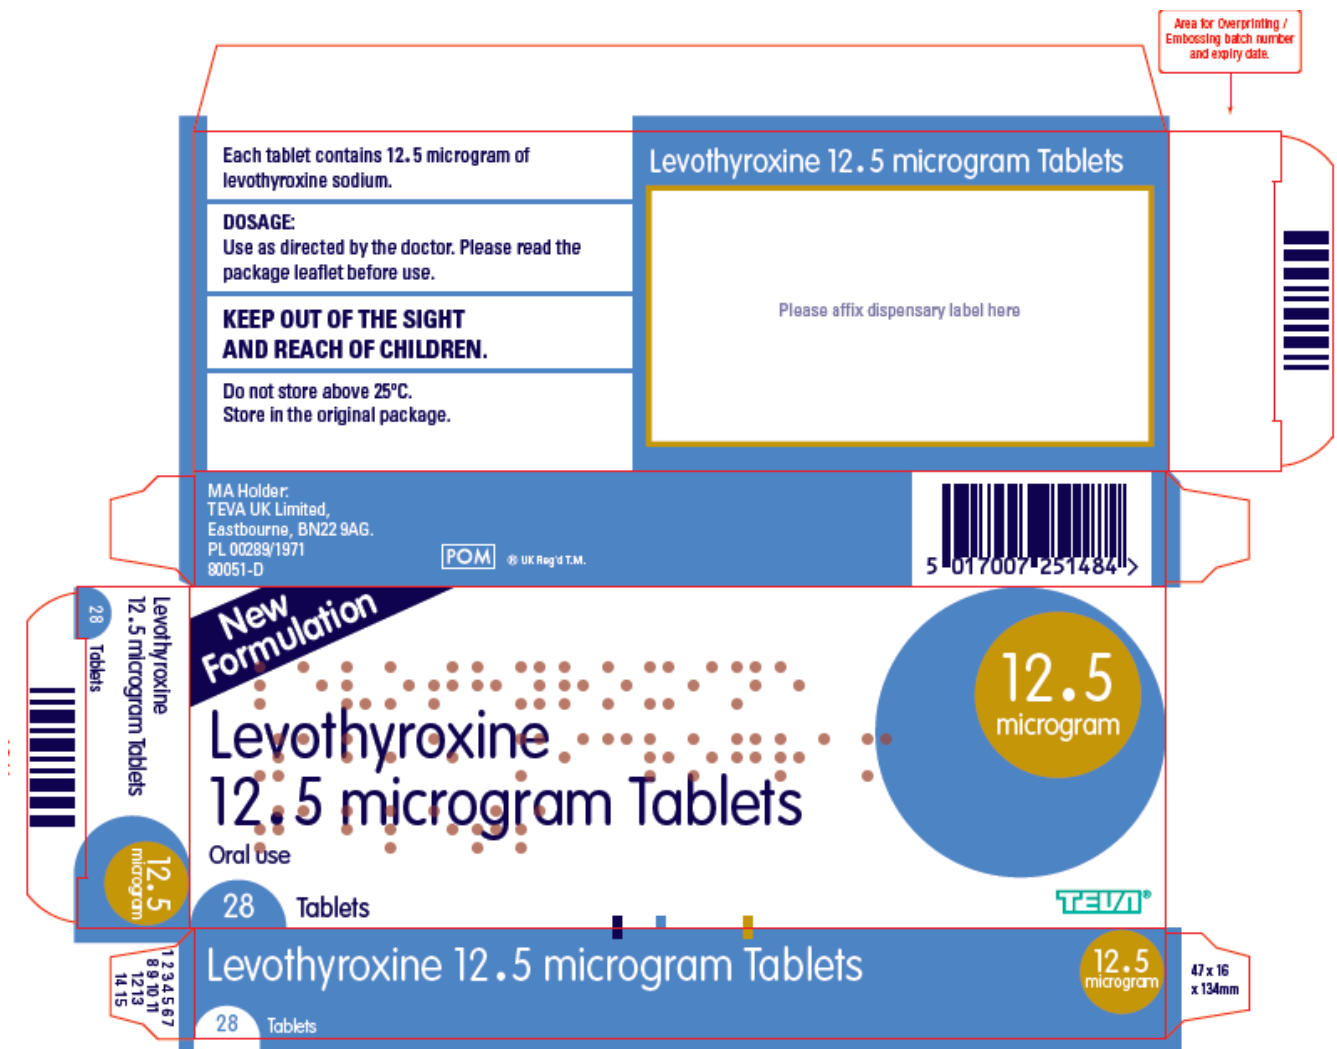 Area for Overprinting /
Embossing batch number
and expiry date.
Each tablet contains 12.5 microgram of
levothyroxine sodium.
DOSAGE:
Use as directed by the doctor. Please read the
package leaflet before use.
KEEP OUT OF THE SIGHT
AND REACH OF CHILDREN.
Do not store above 25°C.
Store in the original package.
Levothyroxine 12.5 microgram Tablets
Please affix dispensary label here
MA Holder:
TEVA UK Limited,
Eastbourne, BN22 9AG.
PL 00289/1971
80051-D
POM
® UK Reg'd T.M.
5 017007 251484 >
28
Tablets
Levothyroxine
12.5 microgram Tablets
12.5
microgram
New
Formulation
Levothyroxine
12.5 microgram Tablets
Oral use
28 Tablets
12.5
microgram
TEVA®
1 2 3 4 5 6 7
8 9 10 11
12 13
14 15
Levothyroxine 12.5 microgram Tablets
28 Tablets
12.5
microgram
47 x 16
x 134mm